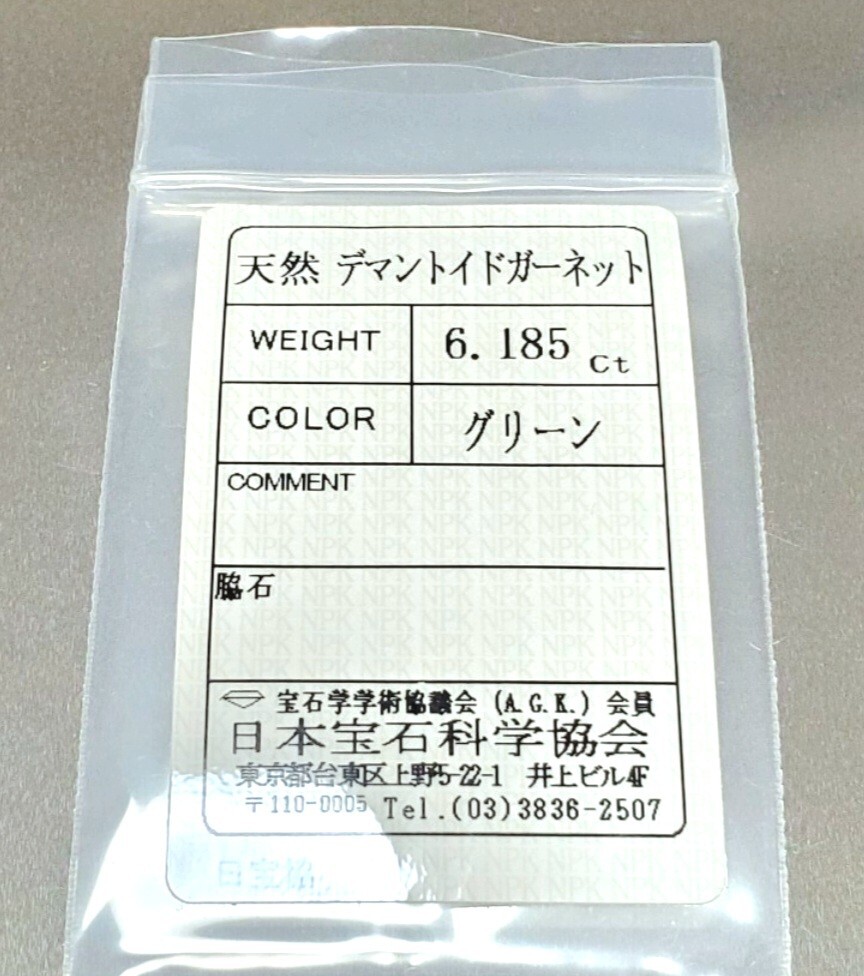 天然 デマントイドガーネット
WEIGHT 6.185 Ct
COLOR グリーン
COMMENT
脇石
宝石学学術協議会 (A.G.K.) 会員
日本宝石科学協会
東京都台東区上野5-22-1 井上ビル4F
〒110-0005 Tel.(03)3836-2507
日宝協